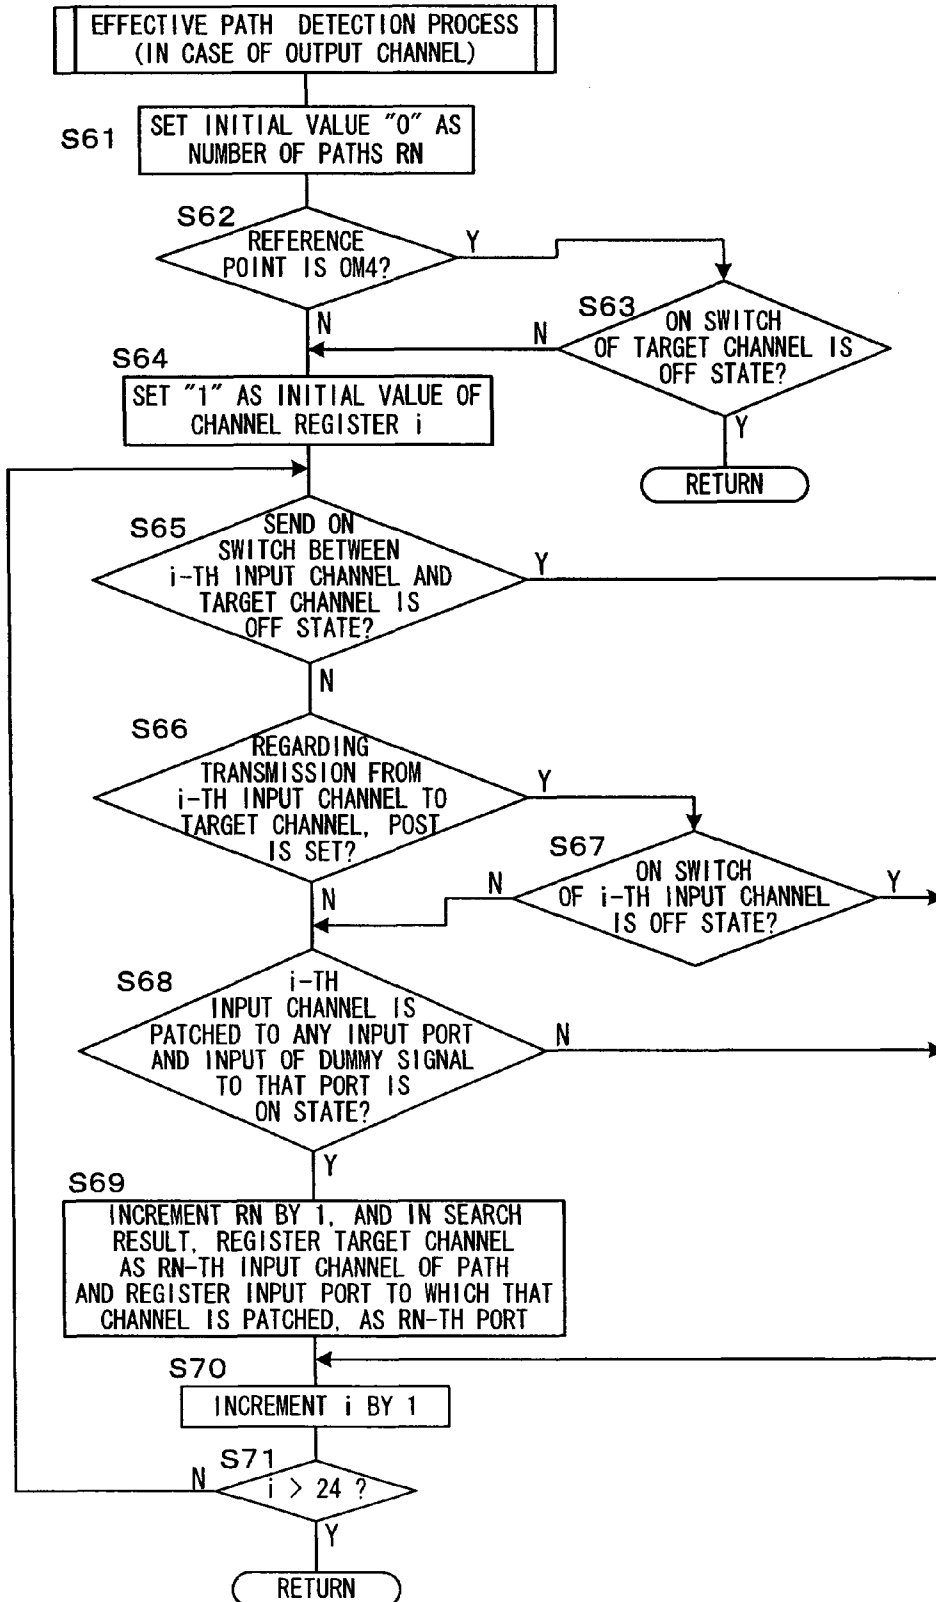 EFFECTIVE PATH DETECTION PROCESS
(IN CASE OF OUTPUT CHANNEL)
S61
SET INITIAL VALUE "0" AS
NUMBER OF PATHS RN
S62
REFERENCE
POINT IS OM4?
Y
N
S63
ON SWITCH
OF TARGET CHANNEL IS
OFF STATE?
N
Y
RETURN
S64
SET "1" AS INITIAL VALUE OF
CHANNEL REGISTER i
S65
SEND ON
SWITCH BETWEEN
i-TH INPUT CHANNEL AND
TARGET CHANNEL IS
OFF STATE?
Y
N
S66
REGARDING
TRANSMISSION FROM
i-TH INPUT CHANNEL TO
TARGET CHANNEL, POST
IS SET?
Y
N
S67
ON SWITCH
OF i-TH INPUT CHANNEL
IS OFF STATE?
N
Y
S68
i-TH
INPUT CHANNEL IS
PATCHED TO ANY INPUT PORT
AND INPUT OF DUMMY SIGNAL
TO THAT PORT IS
ON STATE?
N
Y
S69
INCREMENT RN BY 1, AND IN SEARCH
RESULT, REGISTER TARGET CHANNEL
AS RN-TH INPUT CHANNEL OF PATH
AND REGISTER INPUT PORT TO WHICH THAT
CHANNEL IS PATCHED, AS RN-TH PORT
S70
INCREMENT i BY 1
S71
i > 24 ?
N
Y
RETURN